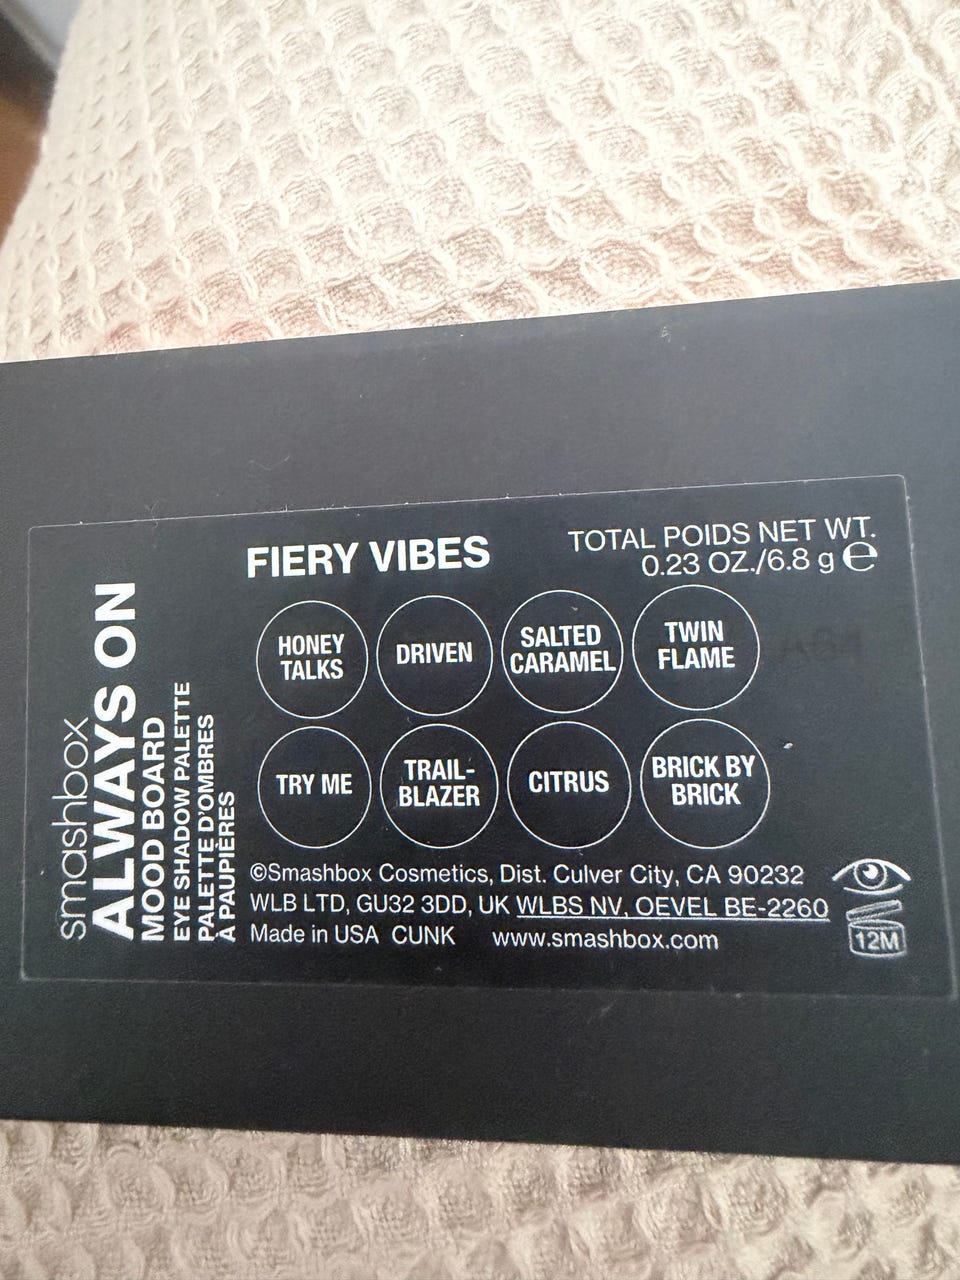 smashbox
ALWAYS ON
MOOD BOARD
EYE SHADOW PALETTE
PALETTE D'OMBRES
À PAUPIÈRES
FIERY VIBES
TOTAL POIDS NET WT.
0.23 OZ./6.8 g ℮
HONEY
TALKS
DRIVEN
SALTED
CARAMEL
TWIN
FLAME
TRY ME
TRAIL-
BLAZER
CITRUS
BRICK BY
BRICK
©Smashbox Cosmetics, Dist. Culver City, CA 90232
WLB LTD, GU32 3DD, UK WLBS NV, OEVEL BE-2260
Made in USA CUNK www.smashbox.com
12M